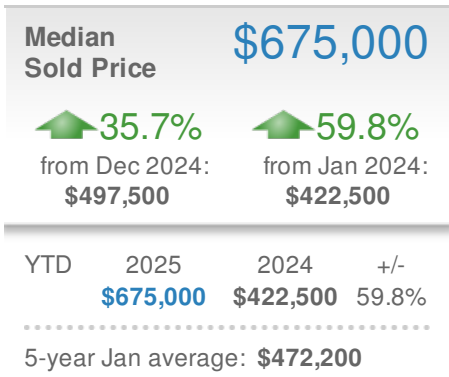 Median $675,000
Sold Price
35.7% 59.8%
from Dec 2024: from Jan 2024:
$497,500 $422,500
YTD 2025 2024 +/-
$675,000 $422,500 59.8%
5-year Jan average: $472,200